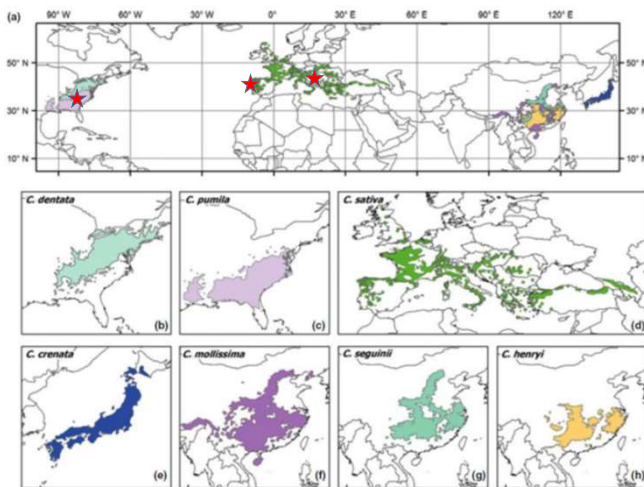 (a)
90° W 60° W 30° W 0° 30° E 60° E 90° E 120° E
50° N 50° N
30° N 30° N
10° N 10° N
C. dentata
(b)
C. pumila
(c)
C. sativa
(d)
C. crenata
(e)
C. mollissima
(f)
C. seguinii
(g)
C. henryi
(h)